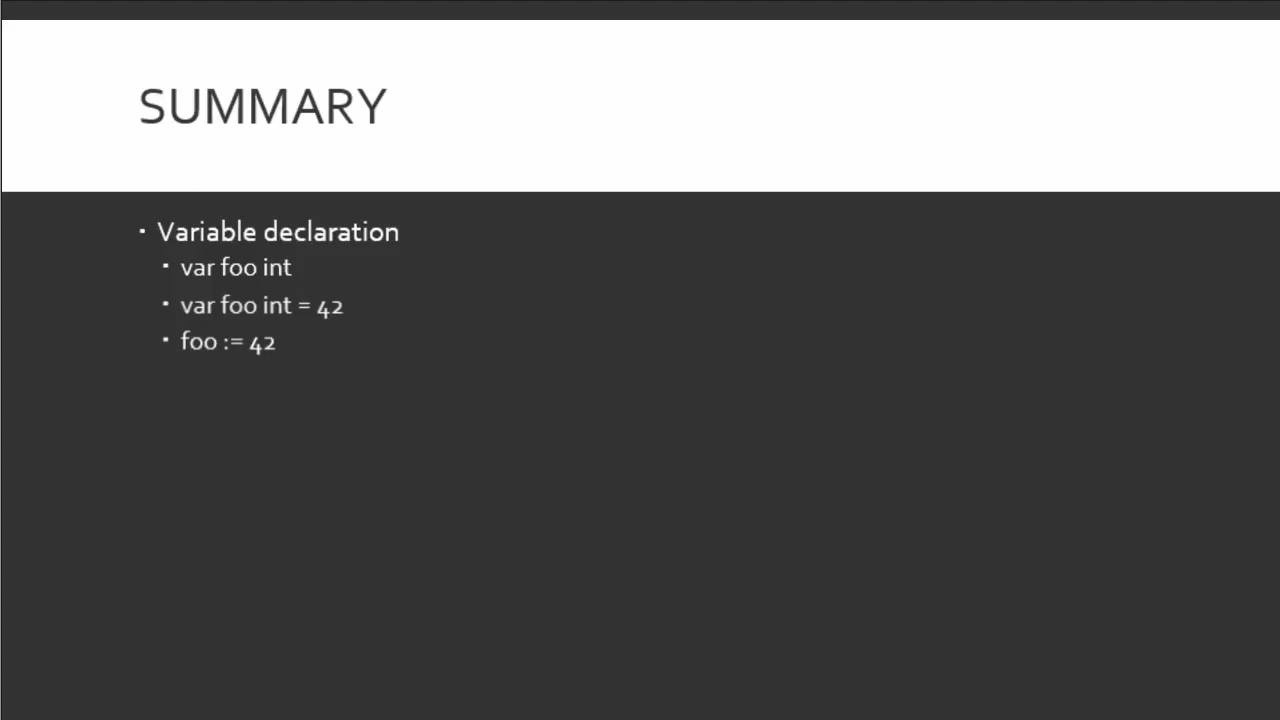 SUMMARY
▪ Variable declaration
▪ var foo int
▪ var foo int = 42
▪ foo := 42